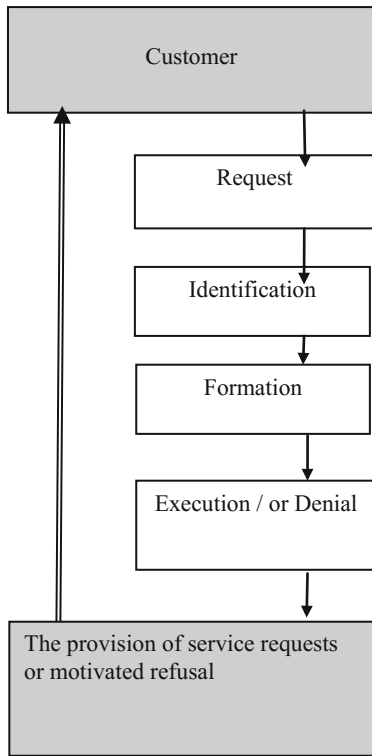 Customer
Request
Identification
Formation
Execution / or Denial
The provision of service requests
or motivated refusal